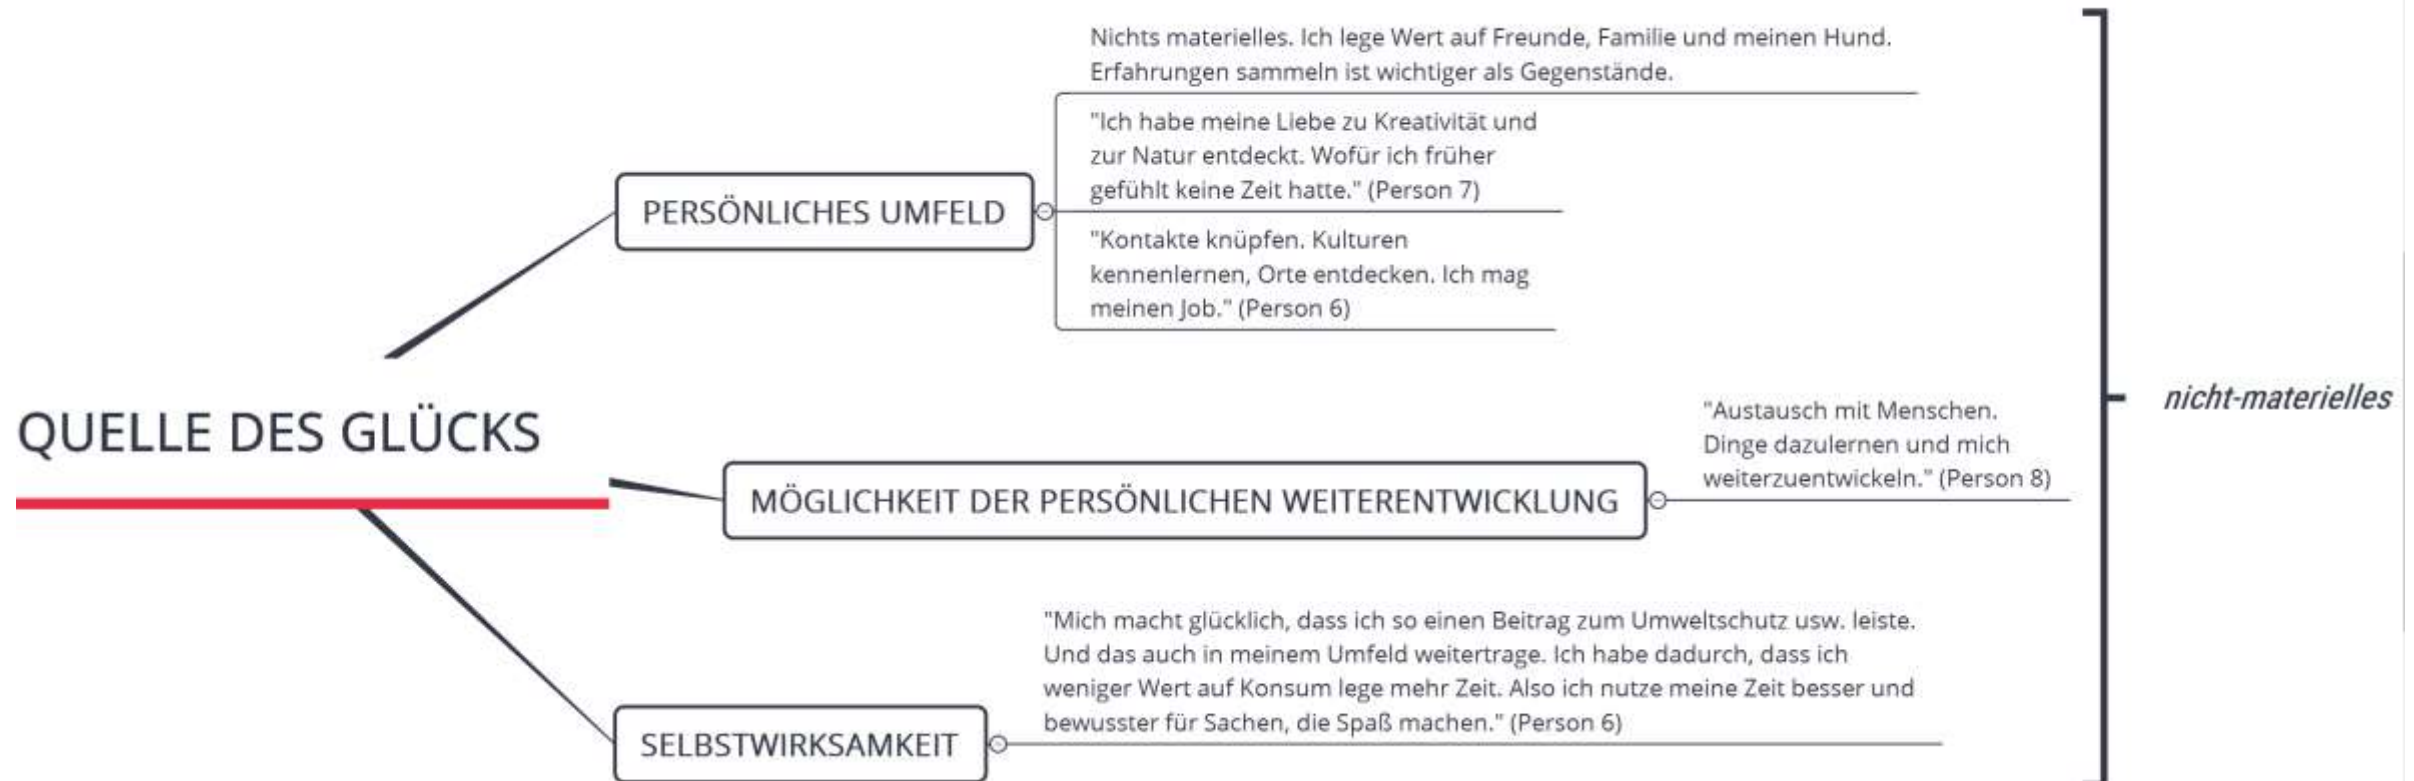 Nichts materielles. Ich lege Wert auf Freunde, Familie und meinen Hund.
Erfahrungen sammeln ist wichtiger als Gegenstände.
"Ich habe meine Liebe zu Kreativität und
zur Natur entdeckt. Wofür ich früher
gefühlt keine Zeit hatte." (Person 7)
PERSÖNLICHES UMFELD
"Kontakte knüpfen. Kulturen
kennenlernen, Orte entdecken. Ich mag
meinen Job." (Person 6)
nicht-materielles
QUELLE DES GLÜCKS
"Austausch mit Menschen.
Dinge dazulernen und mich
weiterzuentwickeln." (Person 8)
MÖGLICHKEIT DER PERSÖNLICHEN WEITERENTWICKLUNG
"Mich macht glücklich, dass ich so einen Beitrag zum Umweltschutz usw. leiste.
Und das auch in meinem Umfeld weitertrage. Ich habe dadurch, dass ich
weniger Wert auf Konsum lege mehr Zeit. Also ich nutze meine Zeit besser und
bewusster für Sachen, die Spaß machen." (Person 6)
SELBSTWIRKSAMKEIT